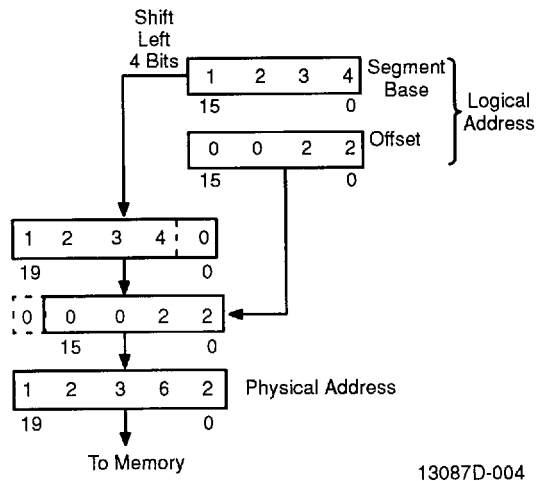 Shift
Left
4 Bits
1 2 3 4
Segment
Base
15 0
Logical
Address
0 0 2 2
Offset
15 0
1 2 3 4 0
19 0
0 0 0 2 2
15 0
1 2 3 6 2
Physical Address
19 0
To Memory
13087D-004